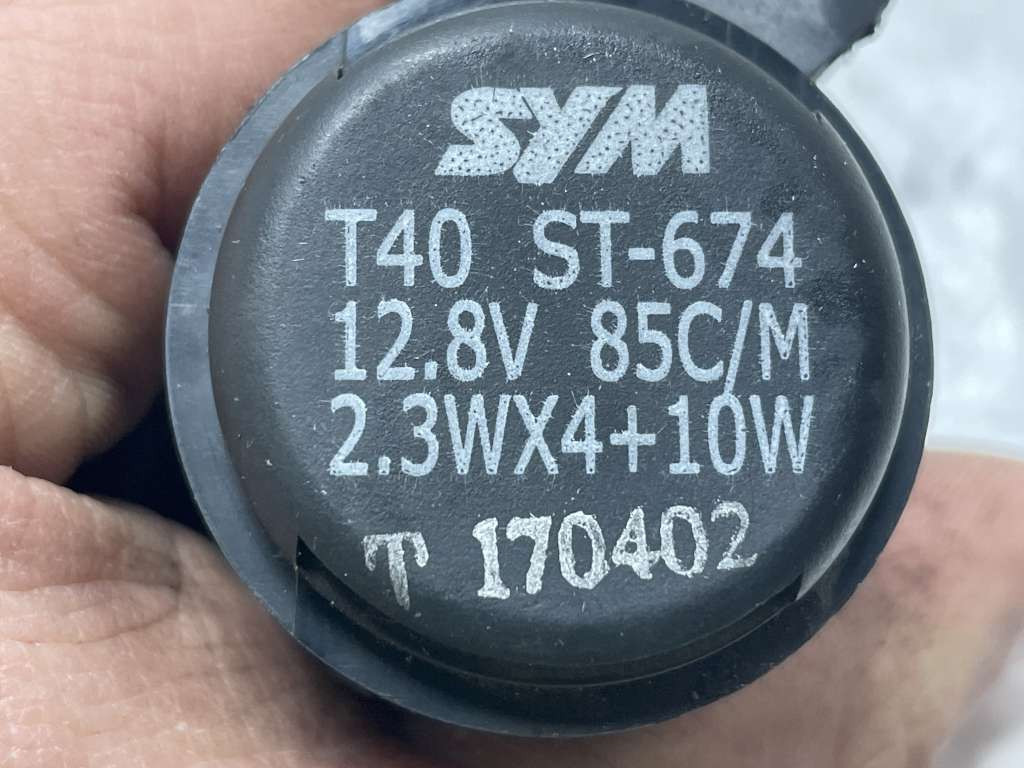 SYM
T40 ST-674
12.8V 85C/M
2.3WX4+10W
T 170402